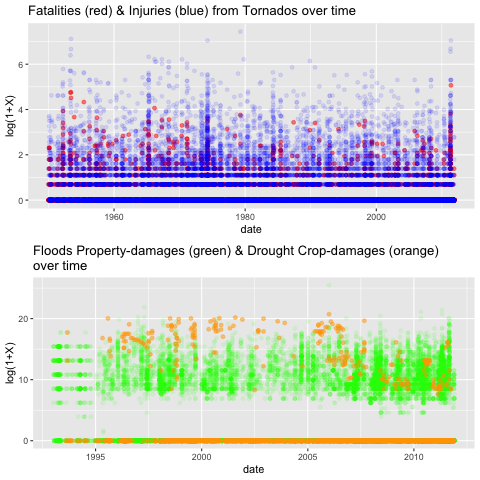 Fatalities (red) & Injuries (blue) from Tornados over time
log(1+X)
6
4
2
0
1960
1980
2000
date
Floods Property-damages (green) & Drought Crop-damages (orange)
over time
log(1+X)
20
10
0
1995
2000
2005
2010
date